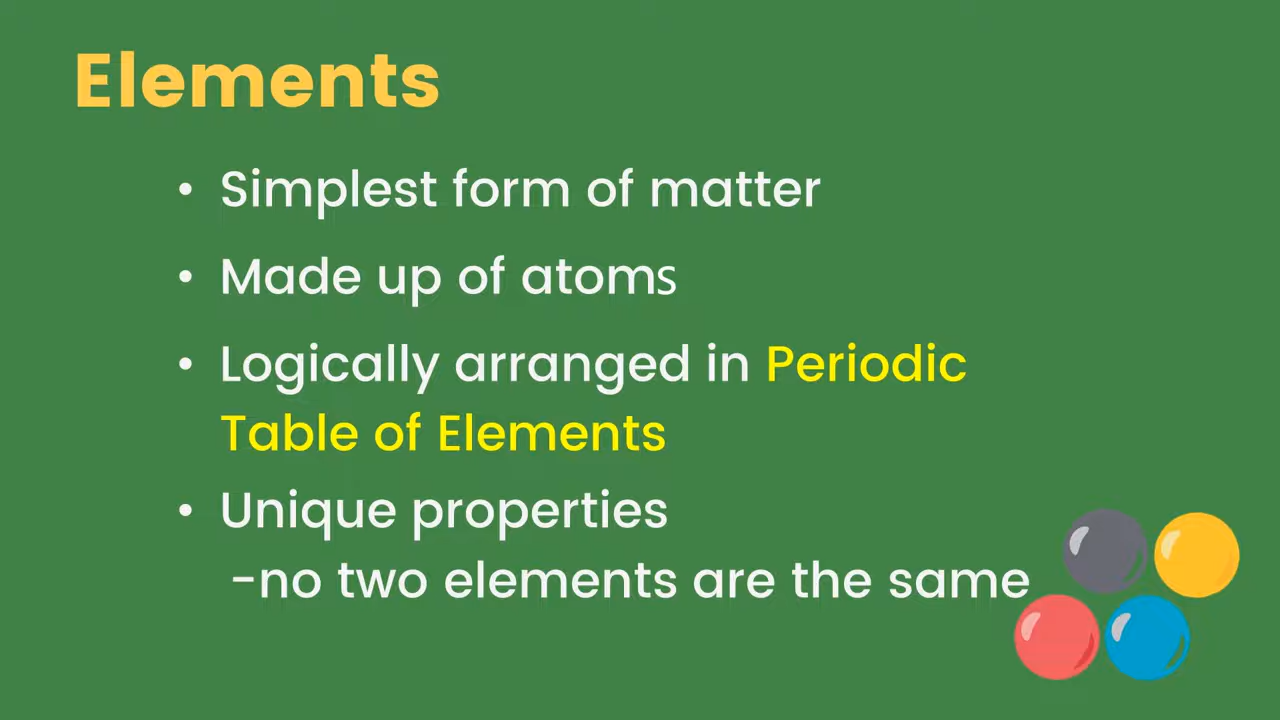 Elements
• Simplest form of matter
• Made up of atoms
• Logically arranged in Periodic
Table of Elements
• Unique properties
-no two elements are the same